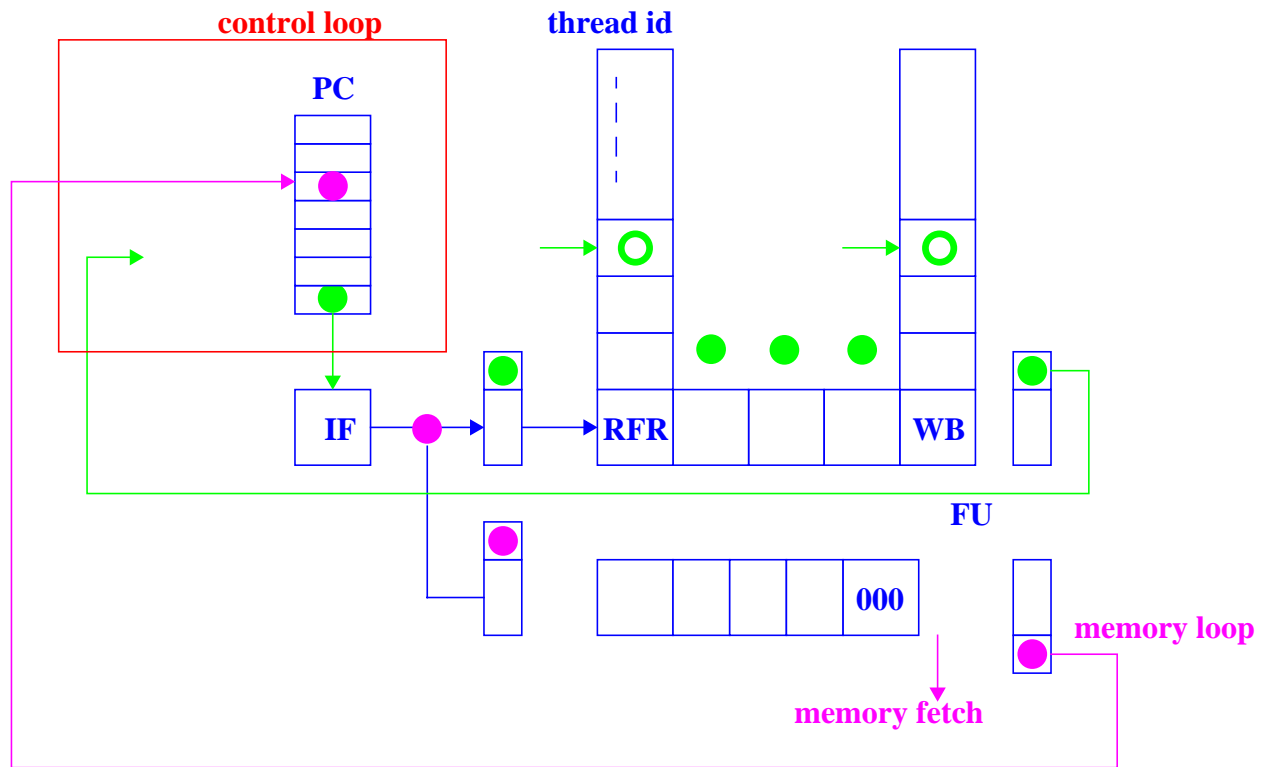 control loop
thread id
PC
IF
RFR
WB
FU
000
memory loop
memory fetch